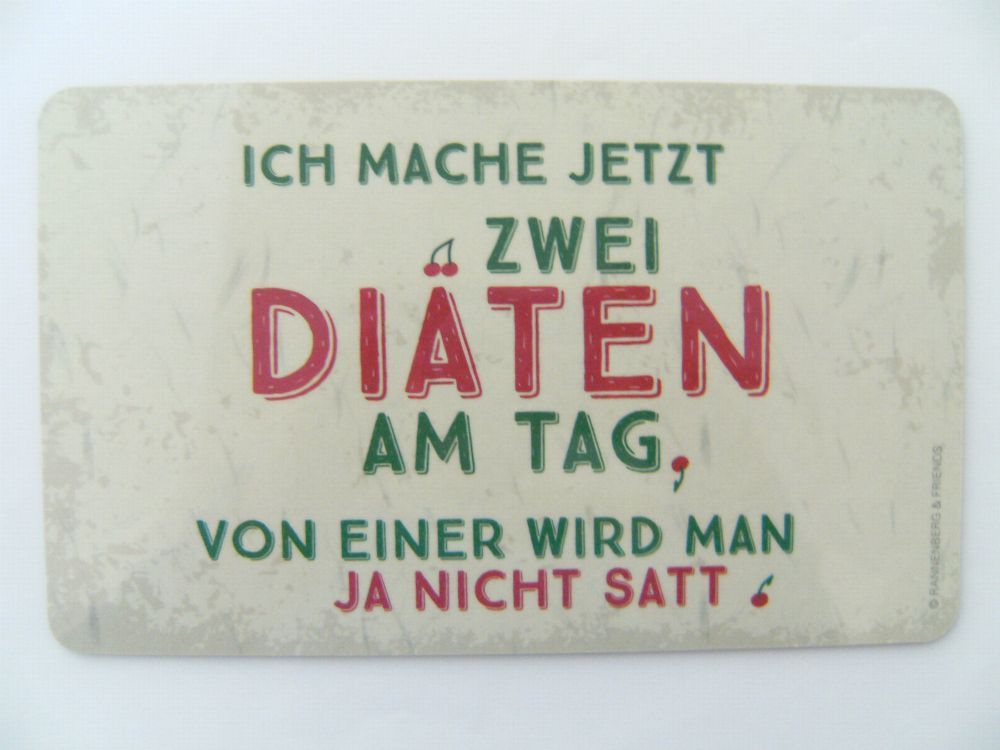 ICH MACHE JETZT
ZWEI
DIÄTEN
AM TAG,
VON EINER WIRD MAN
JA NICHT SATT.
© RANNENBERG & FRIENDS